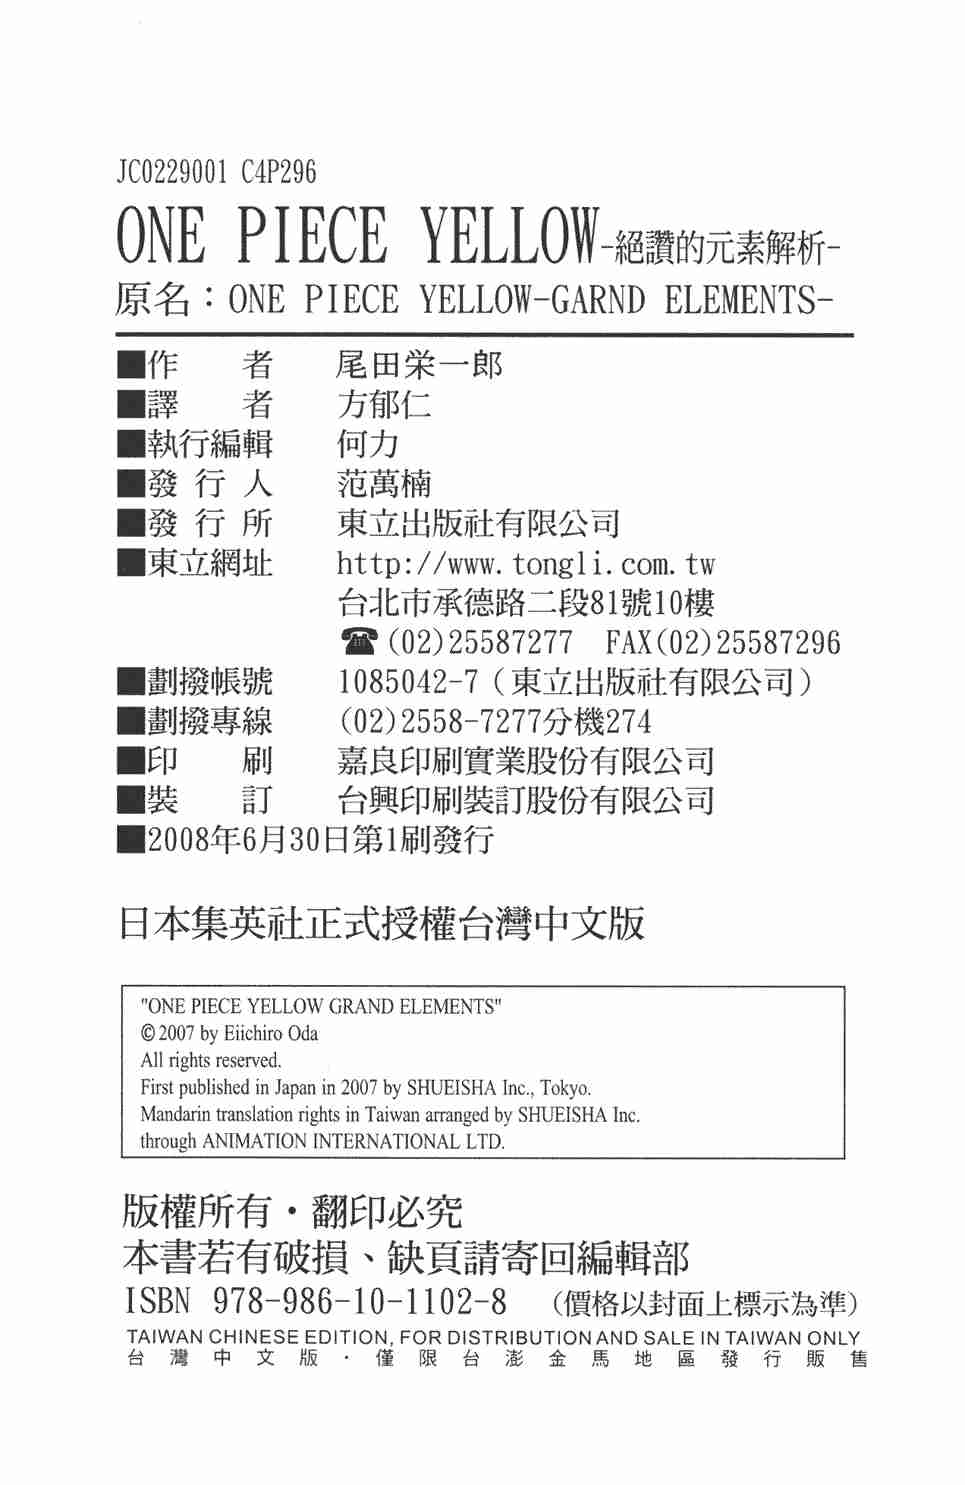 JC0229001 C4P296
ONE PIECE YELLOW-絕讚的元素解析-
原名：ONE PIECE YELLOW-GARND ELEMENTS-
■作　者　尾田栄一郎
■譯　者　方郁仁
■執行編輯　何力
■發行人　范萬楠
■發行所　東立出版社有限公司
■東立網址　http://www.tongli.com.tw
台北市承德路二段81號10樓
☎(02)25587277　FAX(02)25587296
■劃撥帳號　1085042-7（東立出版社有限公司）
■劃撥專線　(02)2558-7277分機274
■印　刷　嘉良印刷實業股份有限公司
■裝　訂　台興印刷裝訂股份有限公司
■2008年6月30日第1刷發行
日本集英社正式授權台灣中文版
"ONE PIECE YELLOW GRAND ELEMENTS"
©2007 by Eiichiro Oda
All rights reserved.
First published in Japan in 2007 by SHUEISHA Inc., Tokyo.
Mandarin translation rights in Taiwan arranged by SHUEISHA Inc.
through ANIMATION INTERNATIONAL LTD.
版權所有・翻印必究
本書若有破損、缺頁請寄回編輯部
ISBN 978-986-10-1102-8　（價格以封面上標示為準）
TAIWAN CHINESE EDITION, FOR DISTRIBUTION AND SALE IN TAIWAN ONLY
台灣中文版・僅限台澎金馬地區發行販售